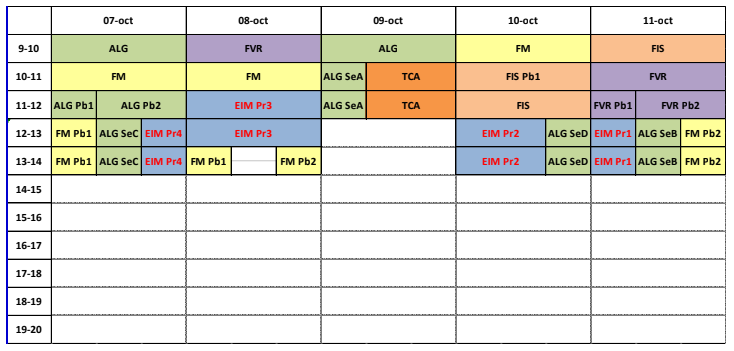 07-oct 08-oct 09-oct 10-oct 11-oct
9-10 ALG FVR ALG FM FIS
10-11 FM FM ALG SeA TCA FIS Pb1 FVR
11-12 ALG Pb1 ALG Pb2 EIM Pr3 ALG SeA TCA FIS FVR Pb1 FVR Pb2
12-13 FM Pb1 ALG SeC EIM Pr4 EIM Pr3 EIM Pr2 ALG SeD EIM Pr1 ALG SeB FM Pb2
13-14 FM Pb1 ALG SeC EIM Pr4 FM Pb1 FM Pb2 EIM Pr2 ALG SeD EIM Pr1 ALG SeB FM Pb2
14-15
15-16
16-17
17-18
18-19
19-20